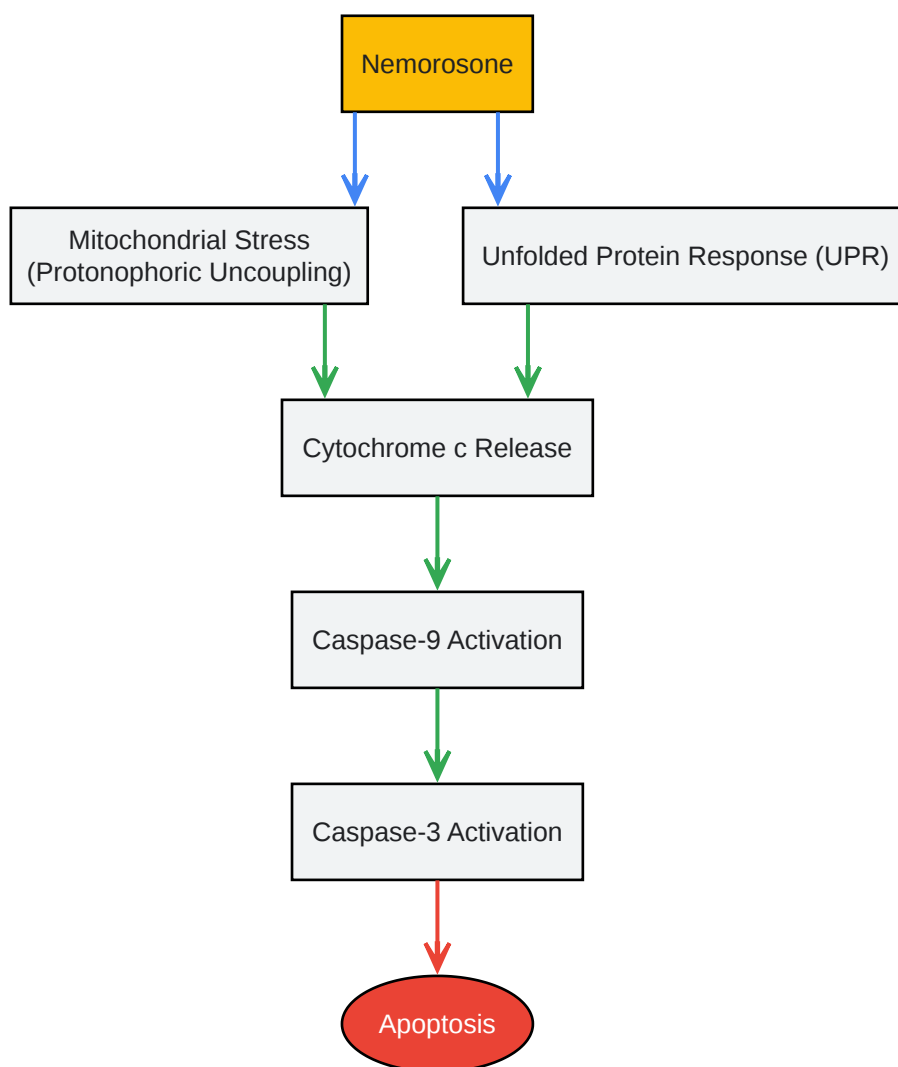 Nemorosone
Mitochondrial Stress
(Protonophoric Uncoupling)
Unfolded Protein Response (UPR)
Cytochrome c Release
Caspase-9 Activation
Caspase-3 Activation
Apoptosis